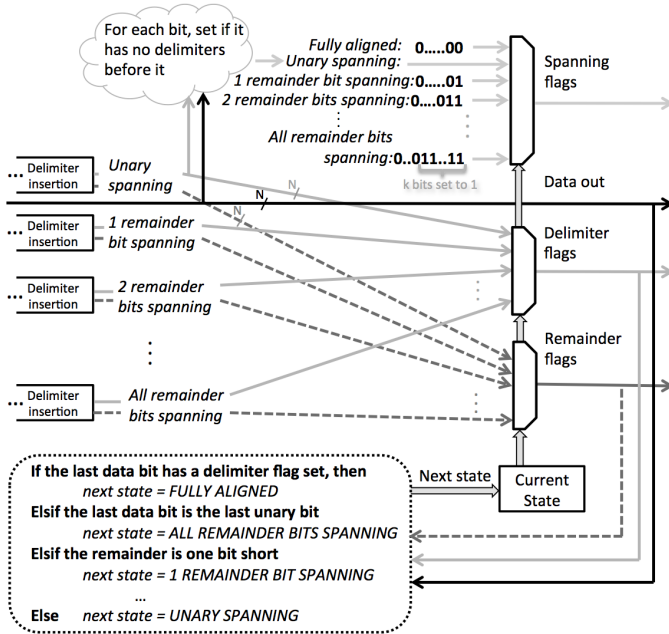 For each bit, set if it
has no delimiters
before it
Fully aligned: 0.....00
Unary spanning:
1 remainder bit spanning: 0.....01
2 remainder bits spanning: 0....011
All remainder bits
spanning: 0..011..11
k bits set to 1
Spanning
flags
Data out
... Delimiter
insertion
Unary
spanning
N
N
N
... Delimiter
insertion
1 remainder
bit spanning
Delimiter
flags
... Delimiter
insertion
2 remainder
bits spanning
Remainder
flags
... Delimiter
insertion
All remainder
bits spanning
If the last data bit has a delimiter flag set, then
next state = FULLY ALIGNED
Elsif the last data bit is the last unary bit
next state = ALL REMAINDER BITS SPANNING
Elsif the remainder is one bit short
next state = 1 REMAINDER BIT SPANNING
...
Else next state = UNARY SPANNING
Next state
Current
State